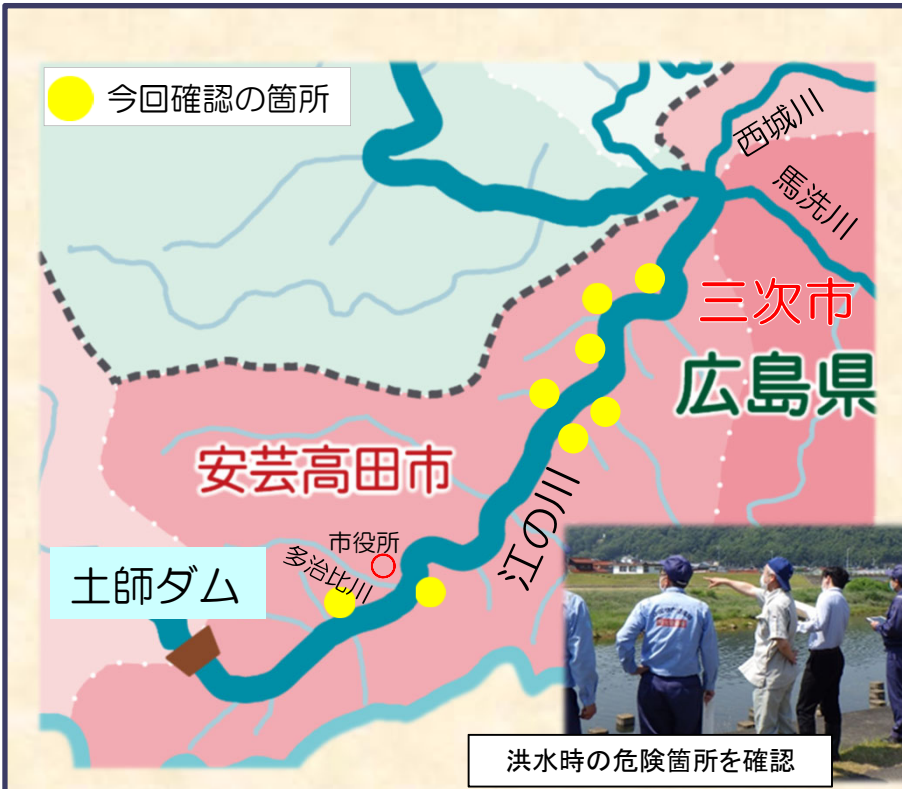 今回確認の箇所
西城川
馬洗川
三次市
広島県
安芸高田市
江の川
市役所
多治比川
土師ダム
洪水時の危険箇所を確認